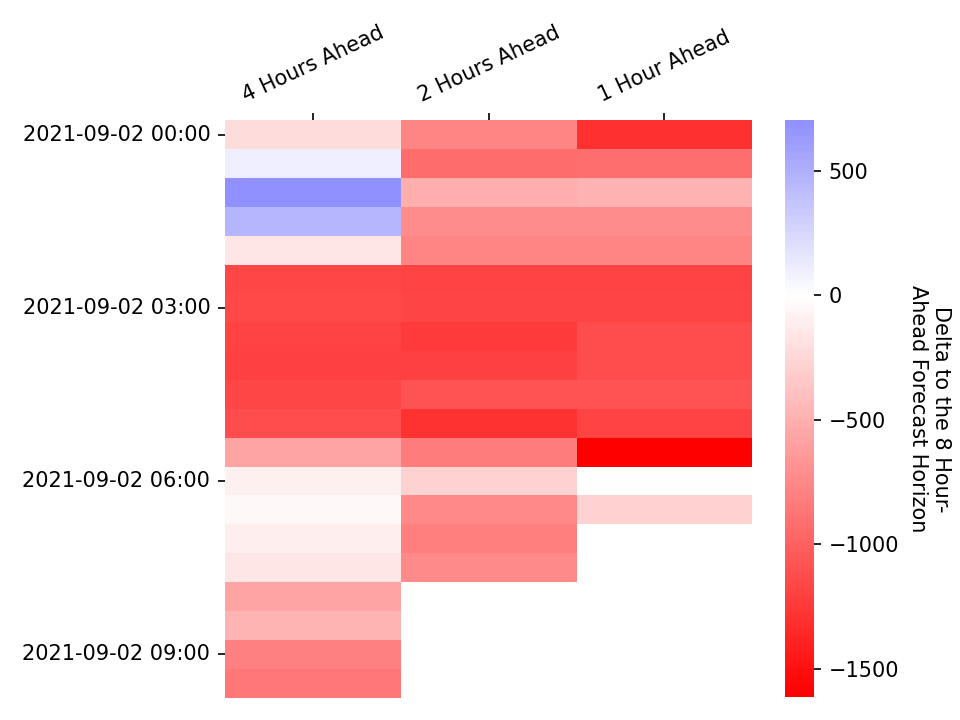 4 Hours Ahead
2 Hours Ahead
1 Hour Ahead
2021-09-02 00:00
2021-09-02 03:00
2021-09-02 06:00
2021-09-02 09:00
500
0
−500
−1000
−1500
Delta to the 8 Hour-
Ahead Forecast Horizon